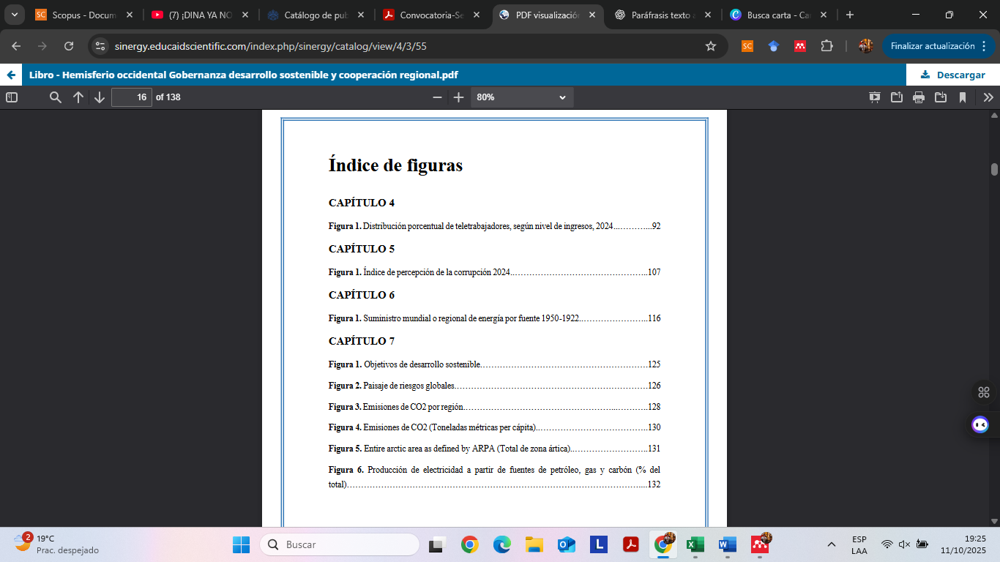 Scopus - Docum
(7) ¡DINA YA NO
Catálogo de pub
Convocatoria-Se
PDF visualizació
Paráfrasis texto a
Busca carta - Ca
sinergy.educaidscientific.com/index.php/sinergy/catalog/view/4/3/55
SC
Finalizar actualización
Libro - Hemisferio occidental Gobernanza desarrollo sostenible y cooperación regional.pdf
Descargar
16 of 138
80%
Índice de figuras
CAPÍTULO 4
Figura 1. Distribución porcentual de teletrabajadores, según nivel de ingresos, 2024.............92
CAPÍTULO 5
Figura 1. Índice de percepción de la corrupción 2024...............................................107
CAPÍTULO 6
Figura 1. Suministro mundial o regional de energía por fuente 1950-1922........................116
CAPÍTULO 7
Figura 1. Objetivos de desarrollo sostenible...........................................................125
Figura 2. Paisaje de riesgos globales....................................................................126
Figura 3. Emisiones de CO2 por región.................................................................128
Figura 4. Emisiones de CO2 (Toneladas métricas per cápita).......................................130
Figura 5. Entire arctic area as defined by ARPA (Total de zona ártica)...........................131
Figura 6. Producción de electricidad a partir de fuentes de petróleo, gas y carbón (% del
total)..........................................................................................................132
2
19°C
Prac. despejado
Buscar
L
ESP
LAA
19:25
11/10/2025